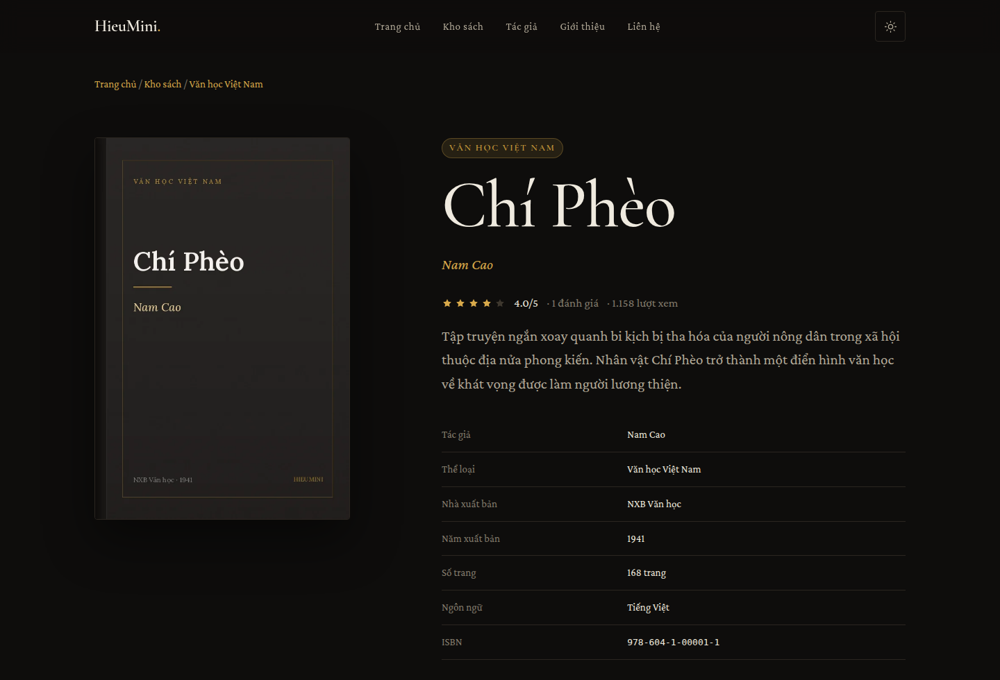 HieuMini.
Trang chủ
Kho sách
Tác giả
Giới thiệu
Liên hệ
Trang chủ / Kho sách / Văn học Việt Nam
VĂN HỌC VIỆT NAM
Chí Phèo
Nam Cao
NXB Văn học · 1941
HIEUMINI
VĂN HỌC VIỆT NAM
Chí Phèo
Nam Cao
4.0/5 · 1 đánh giá · 1.158 lượt xem
Tập truyện ngắn xoay quanh bi kịch bị tha hóa của người nông dân trong xã hội
thuộc địa nửa phong kiến. Nhân vật Chí Phèo trở thành một điển hình văn học
về khát vọng được làm người lương thiện.
Tác giả Nam Cao
Thể loại Văn học Việt Nam
Nhà xuất bản NXB Văn học
Năm xuất bản 1941
Số trang 168 trang
Ngôn ngữ Tiếng Việt
ISBN 978-604-1-00001-1